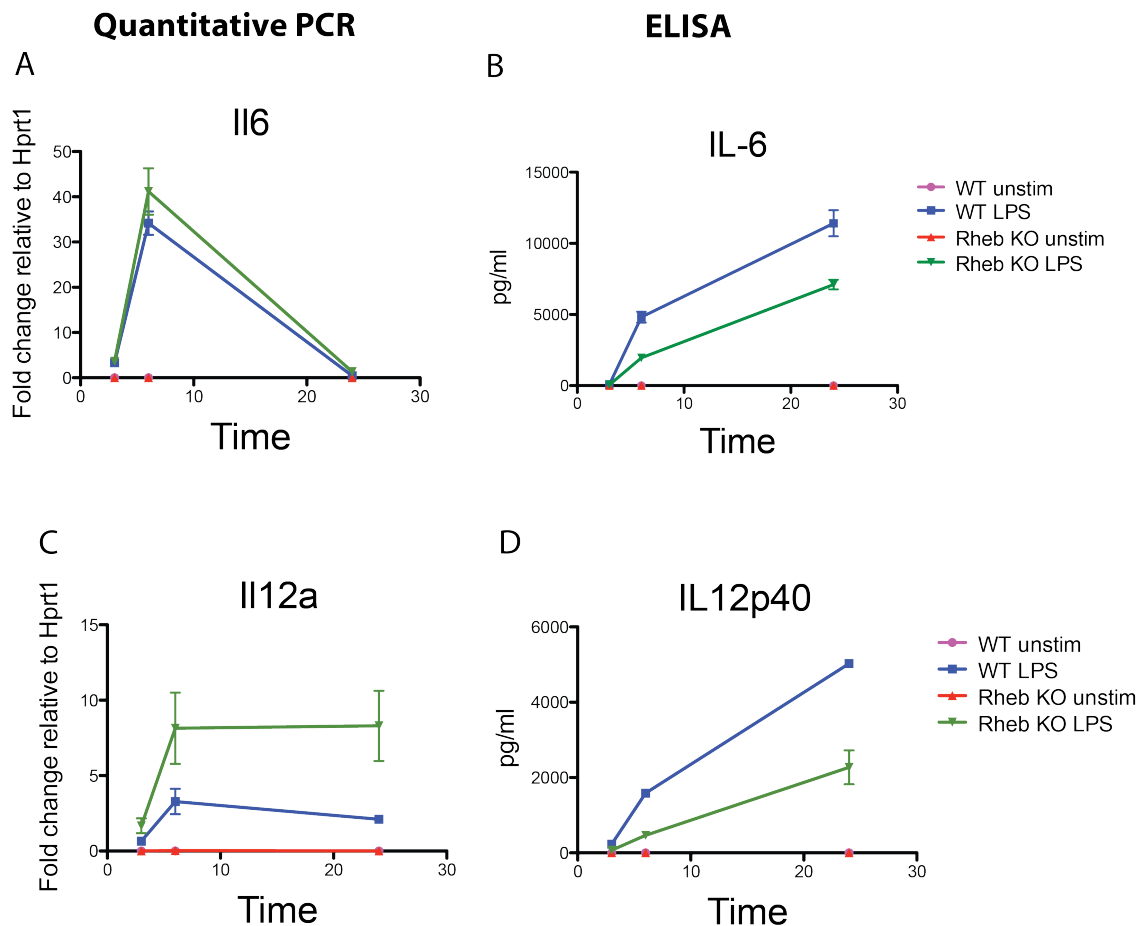 Quantitative PCR
ELISA
A
B
Il6
Fold change relative to Hprt1
50
40
30
20
10
0
0
10
20
30
Time
IL-6
pg/ml
15000
10000
5000
0
0
10
20
30
Time
WT unstim
WT LPS
Rheb KO unstim
Rheb KO LPS
C
D
Il12a
Fold change relative to Hprt1
15
10
5
0
0
10
20
30
Time
IL12p40
pg/ml
6000
4000
2000
0
0
10
20
30
Time
WT unstim
WT LPS
Rheb KO unstim
Rheb KO LPS